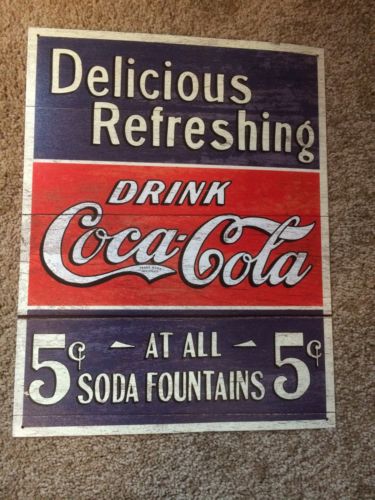 Delicious
Refreshing
DRINK
Coca-Cola
5¢ AT ALL 5¢
SODA FOUNTAINS